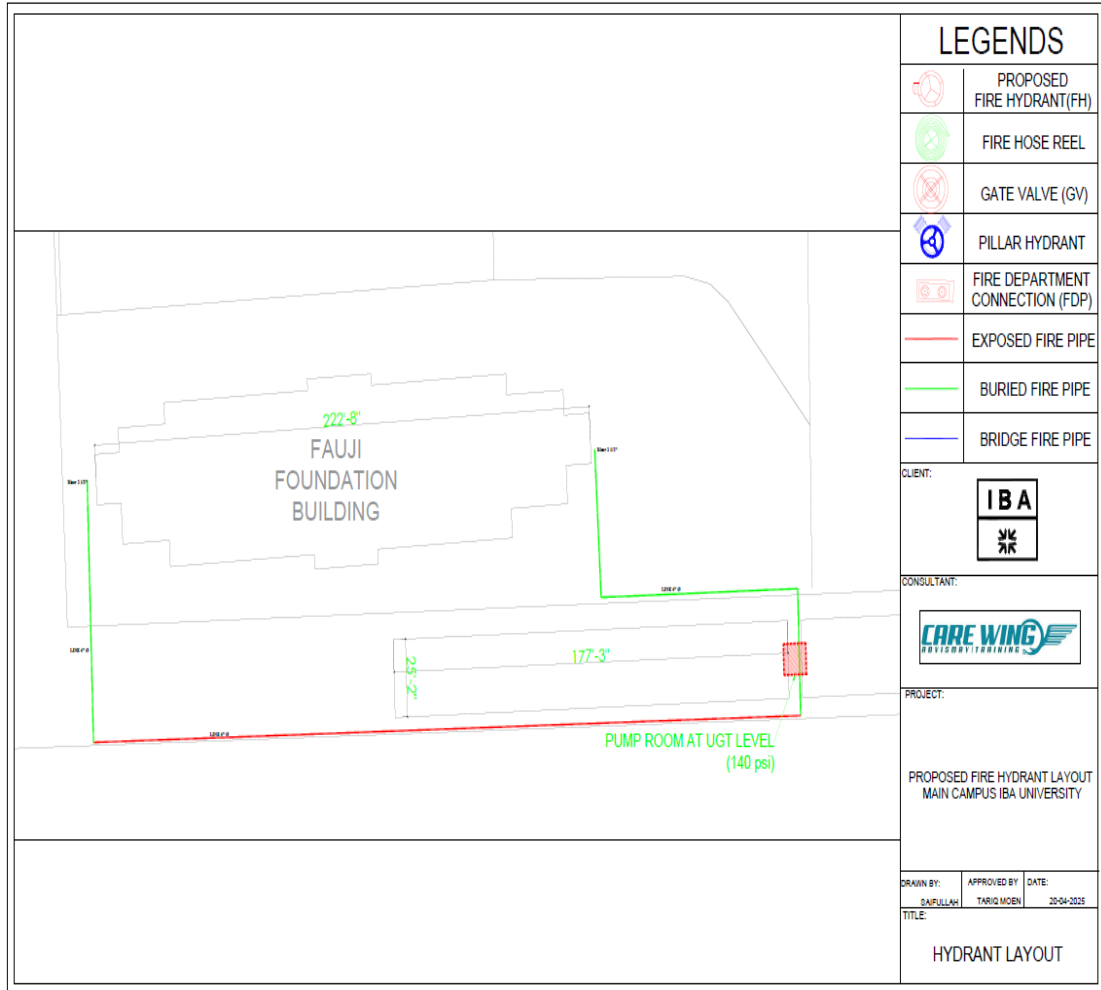 LEGENDS
PROPOSED
FIRE HYDRANT(FH)
FIRE HOSE REEL
GATE VALVE (GV)
PILLAR HYDRANT
FIRE DEPARTMENT
CONNECTION (FDP)
EXPOSED FIRE PIPE
BURIED FIRE PIPE
BRIDGE FIRE PIPE
222'-8"
FAUJI
FOUNDATION
BUILDING
177'-3"
25'-2"
PUMP ROOM AT UGT LEVEL
(140 psi)
CLIENT:
IBA
CONSULTANT:
CARE WING
ADVISORY|TRAINING
PROJECT:
PROPOSED FIRE HYDRANT LAYOUT
MAIN CAMPUS IBA UNIVERSITY
DRAWN BY:
SAIFULLAH
APPROVED BY
TARIQ MOEN
DATE:
20-04-2025
TITLE:
HYDRANT LAYOUT